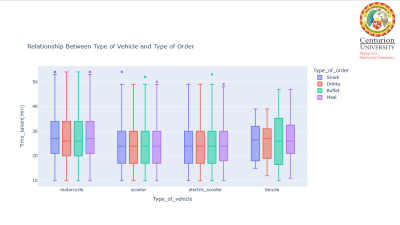 Centurion
UNIVERSITY
Relationship Between Type of Vehicle and Type of Order
Type_of_order
Snack
Drinks
Buffet
Meal
Time_taken(min)
50
40
30
20
10
motorcycle
scooter
electric_scooter
bicycle
Type_of_vehicle